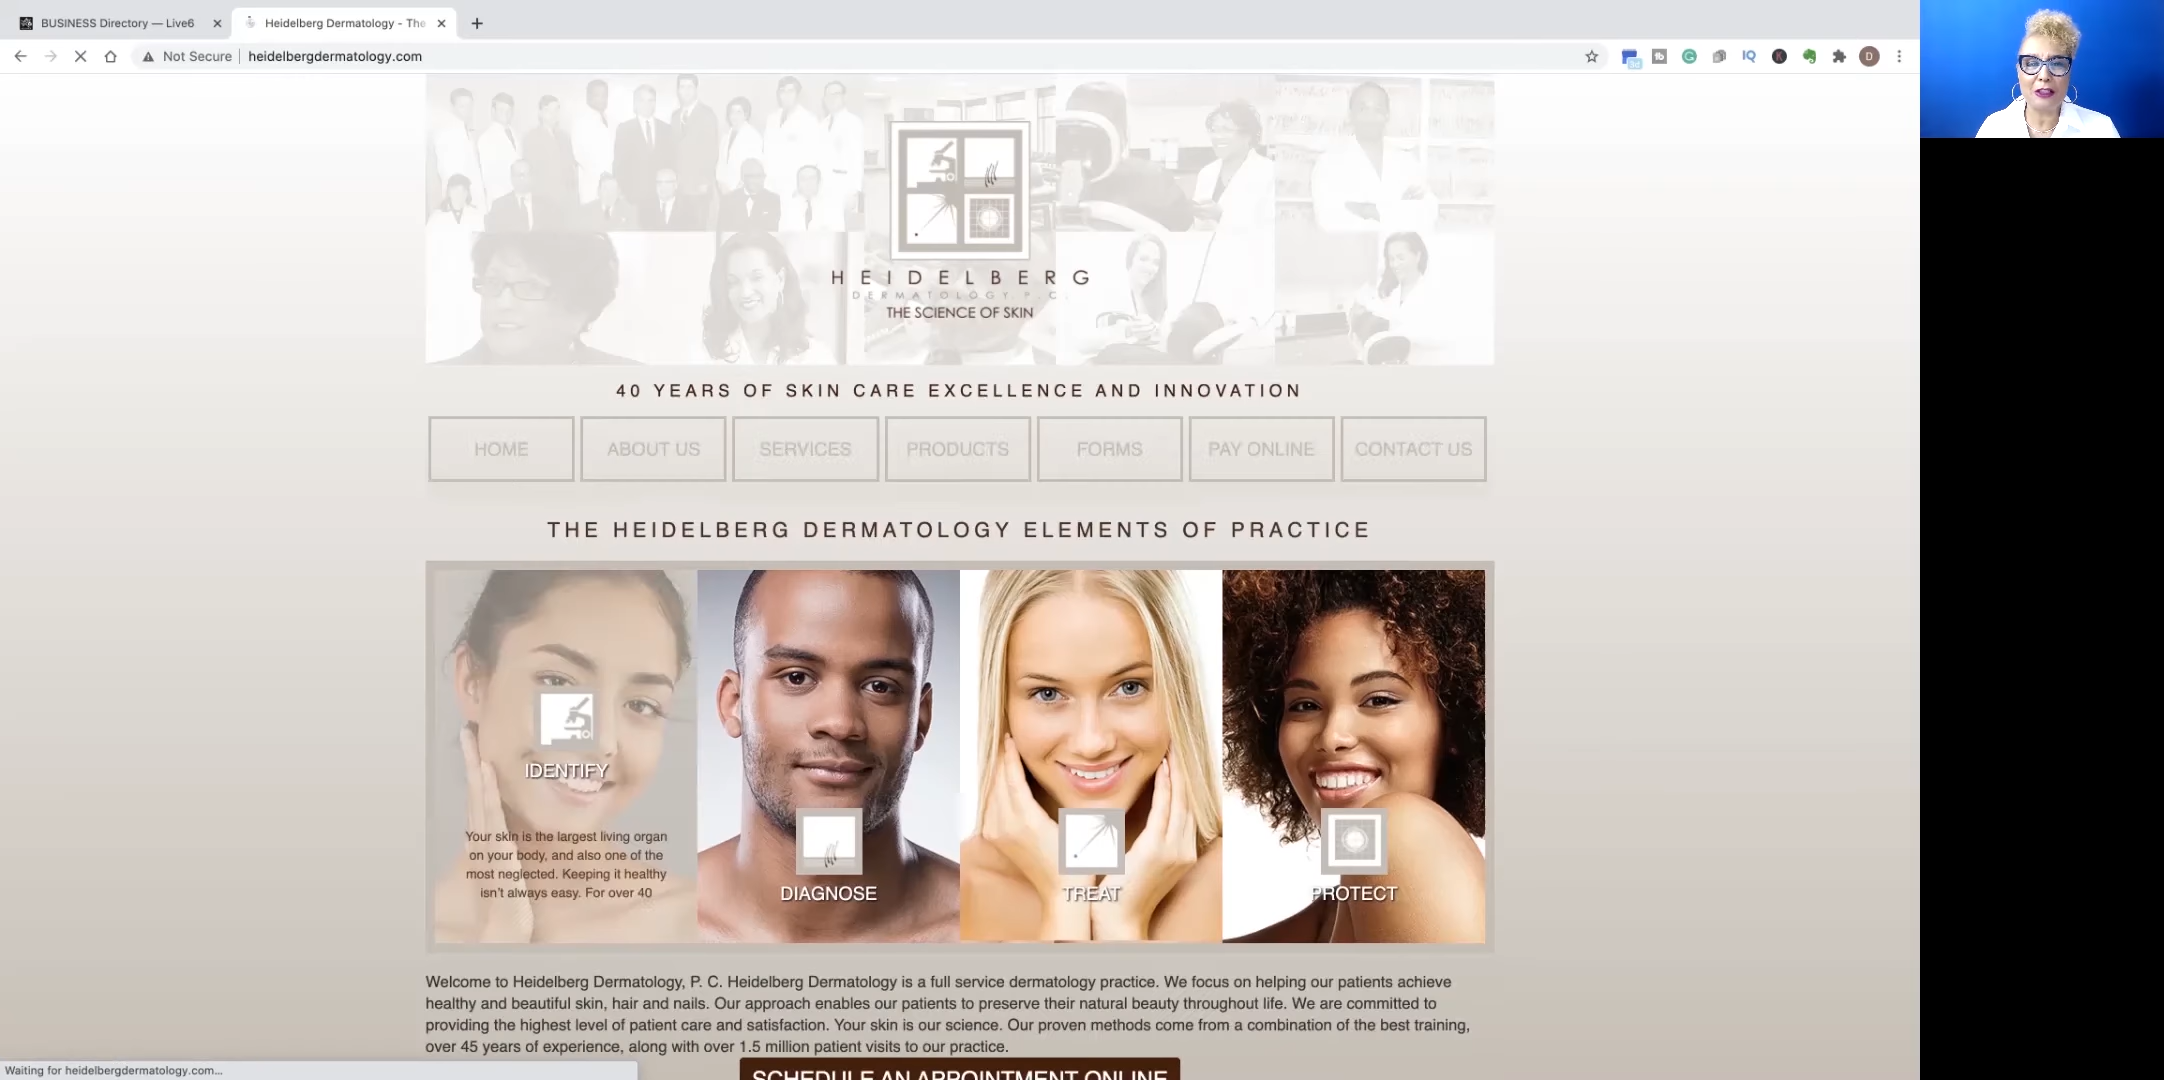 BUSINESS Directory — Live6
Heidelberg Dermatology - The
Not Secure
heidelbergdermatology.com
IQ
D
HEIDELBERG
DERMATOLOGY, P.C.
THE SCIENCE OF SKIN
40 YEARS OF SKIN CARE EXCELLENCE AND INNOVATION
HOME
ABOUT US
SERVICES
PRODUCTS
FORMS
PAY ONLINE
CONTACT US
THE HEIDELBERG DERMATOLOGY ELEMENTS OF PRACTICE
IDENTIFY
Your skin is the largest living organ
on your body, and also one of the
most neglected. Keeping it healthy
isn't always easy. For over 40
DIAGNOSE
TREAT
PROTECT
Welcome to Heidelberg Dermatology, P. C. Heidelberg Dermatology is a full service dermatology practice. We focus on helping our patients achieve
healthy and beautiful skin, hair and nails. Our approach enables our patients to preserve their natural beauty throughout life. We are committed to
providing the highest level of patient care and satisfaction. Your skin is our science. Our proven methods come from a combination of the best training,
over 45 years of experience, along with over 1.5 million patient visits to our practice.
SCHEDULE AN APPOINTMENT ONLINE
Waiting for heidelbergdermatology.com...